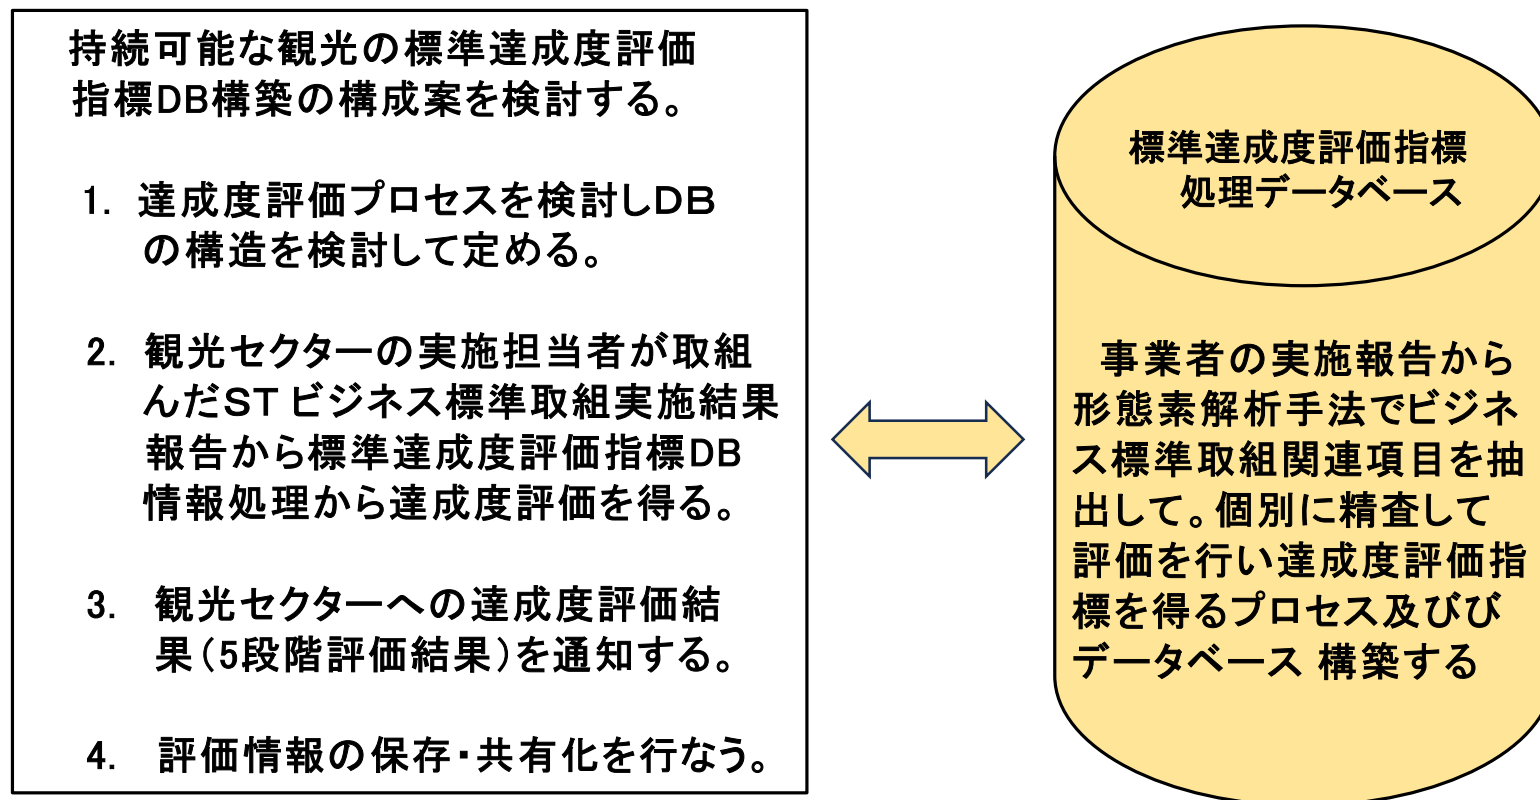 持続可能な観光の標準達成度評価
指標DB構築の構成案を検討する。
1. 達成度評価プロセスを検討しDB
の構造を検討して定める。
2. 観光セクターの実施担当者が取組
んだST ビジネス標準取組実施結果
報告から標準達成度評価指標DB
情報処理から達成度評価を得る。
3. 観光セクターへの達成度評価結
果(5段階評価結果)を通知する。
4. 評価情報の保存・共有化を行なう。
標準達成度評価指標
処理データベース
事業者の実施報告から
形態素解析手法でビジネ
ス標準取組関連項目を抽
出して。個別に精査して
評価を行い達成度評価指
標を得るプロセス及びび
データベース 構築する